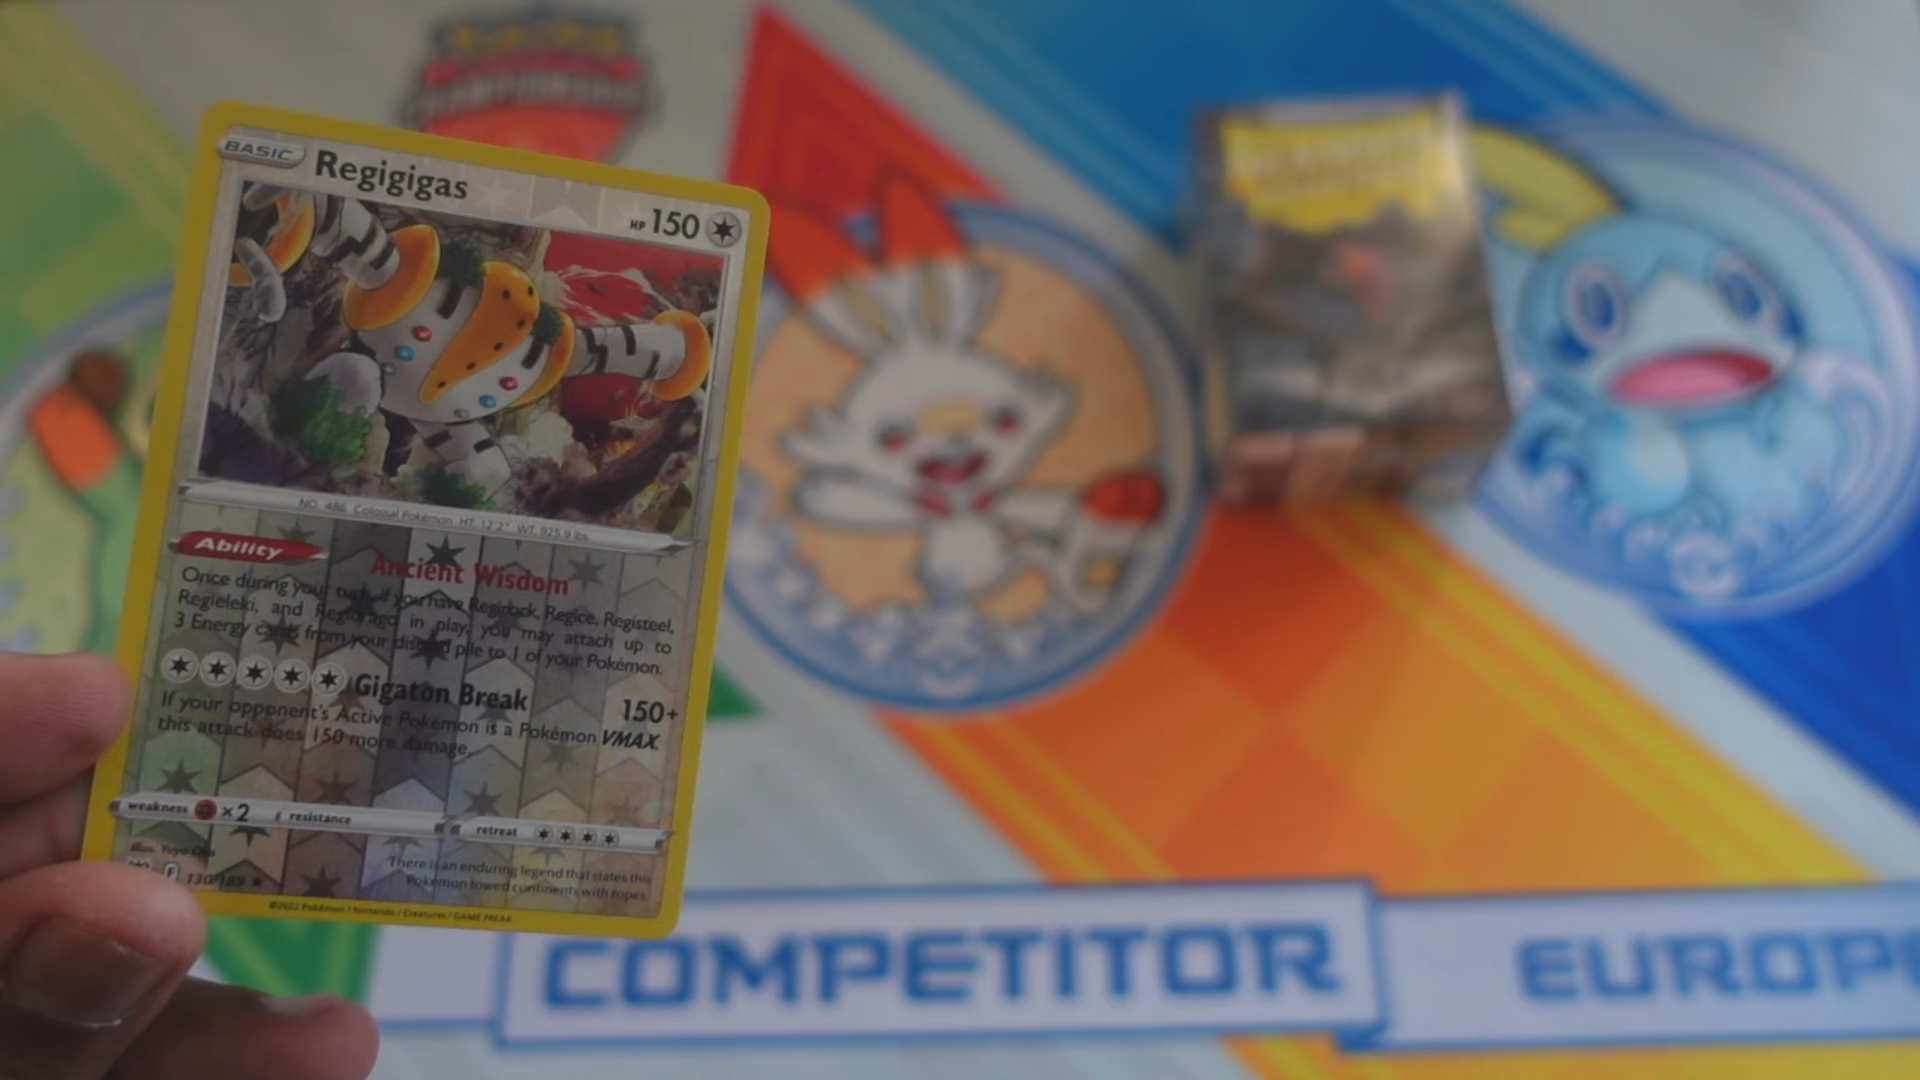 BASIC Regigigas
HP 150
NO. 486 Colossal Pokémon HT: 12'2" WT: 925.9 lbs.
Ability Ancient Wisdom
Once during your turn, if you have Regirock, Regice, Registeel,
Regieleki, and Regidrago in play, you may attach up to
3 Energy cards from your discard pile to 1 of your Pokémon.
Gigaton Break 150+
If your opponent's Active Pokémon is a Pokémon VMAX,
this attack does 150 more damage.
weakness ×2 resistance retreat
Illus.
There is an enduring legend that states this
F 130/189 ★ Pokémon towed continents with ropes.
©2022 Pokémon / Nintendo / Creatures / GAME FREAK
COMPETITOR
EUROP